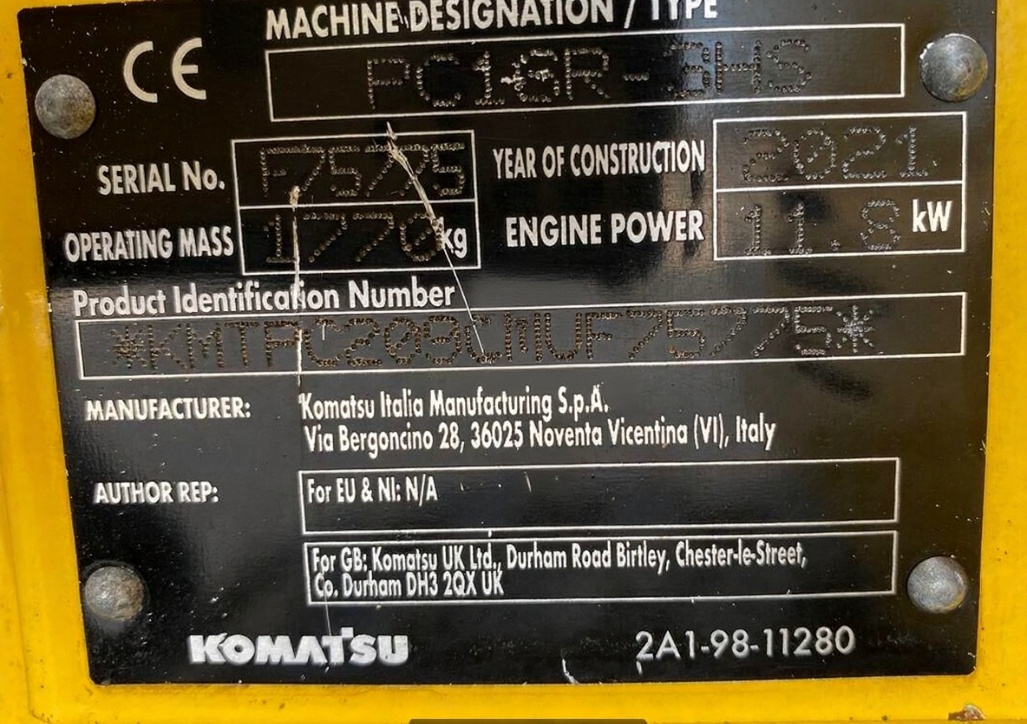 MACHINE DESIGNATION / TYPE
CE
PC16R-3HS
SERIAL No. F75775 YEAR OF CONSTRUCTION 2021.
OPERATING MASS 1770 kg ENGINE POWER 11.8 kW
Product Identification Number
*KMTPC209CMUF75775*
MANUFACTURER: Komatsu Italia Manufacturing S.p.A.
Via Bergoncino 28, 36025 Noventa Vicentina (VI), Italy
AUTHOR REP: For EU & NI: N/A
For GB: Komatsu UK Ltd., Durham Road Birtley, Chester-le-Street,
Co. Durham DH3 2QX UK
KOMATSU 2A1-98-11280